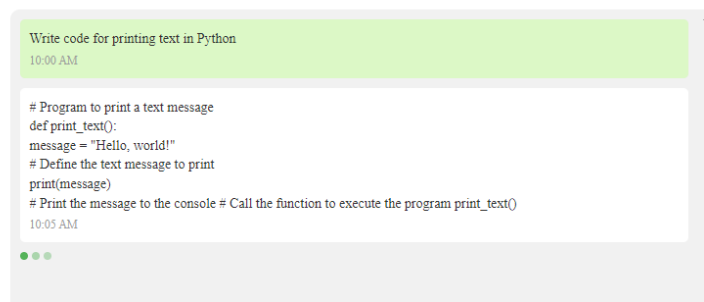 Write code for printing text in Python
10:00 AM
# Program to print a text message
def print_text():
message = "Hello, world!"
# Define the text message to print
print(message)
# Print the message to the console # Call the function to execute the program print_text()
10:05 AM